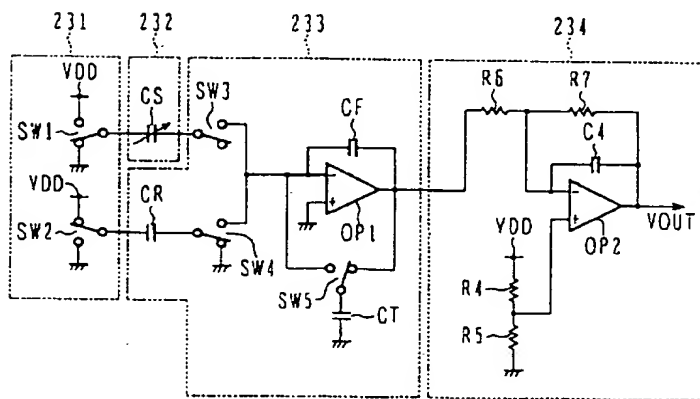 231
232
233
234
VDD
CS
SW3
SW1
VDD
CR
SW2
SW4
CF
OP1
SW5
CT
R6
R7
C4
OP2
VOUT
VDD
R4
R5